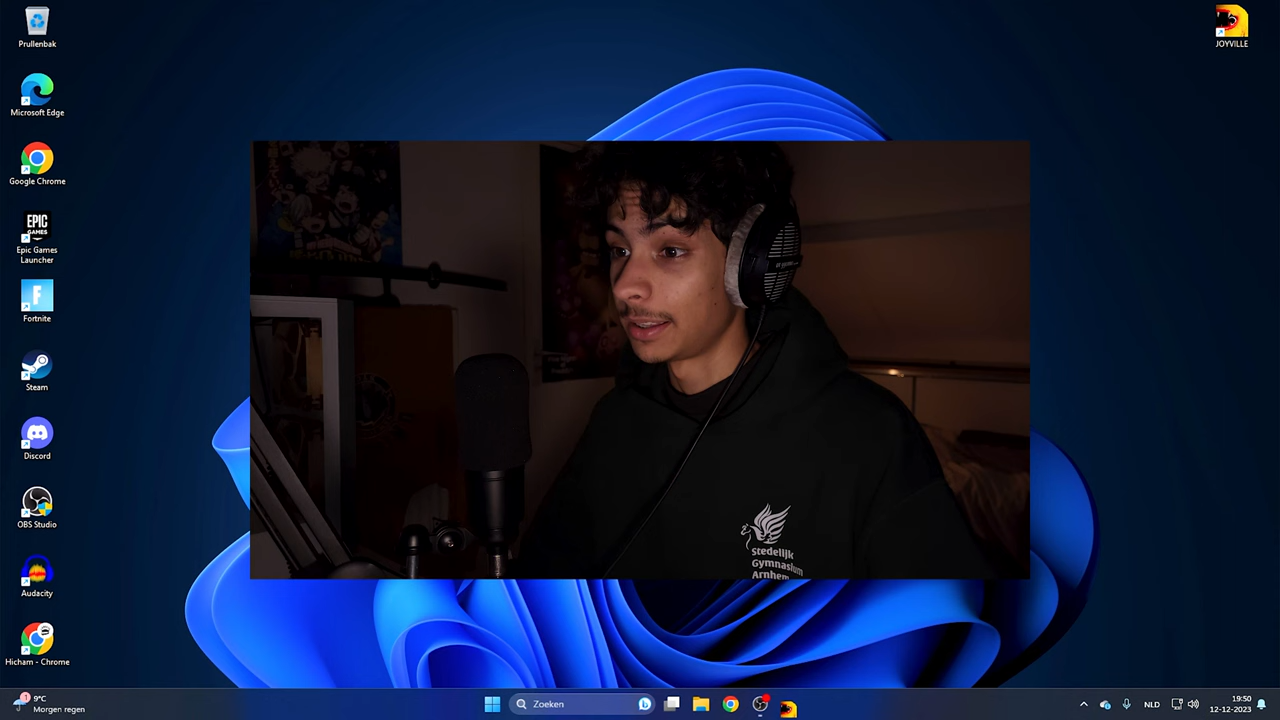 Prullenbak
JOYVILLE
Microsoft Edge
Google Chrome
EPIC
GAMES
Epic Games
Launcher
Fortnite
Steam
Discord
OBS Studio
Audacity
Hicham - Chrome
Stedelijk
Gymnasium
Arnhem
1
9°C
Morgen regen
Zoeken
NLD
19:50
12-12-2023